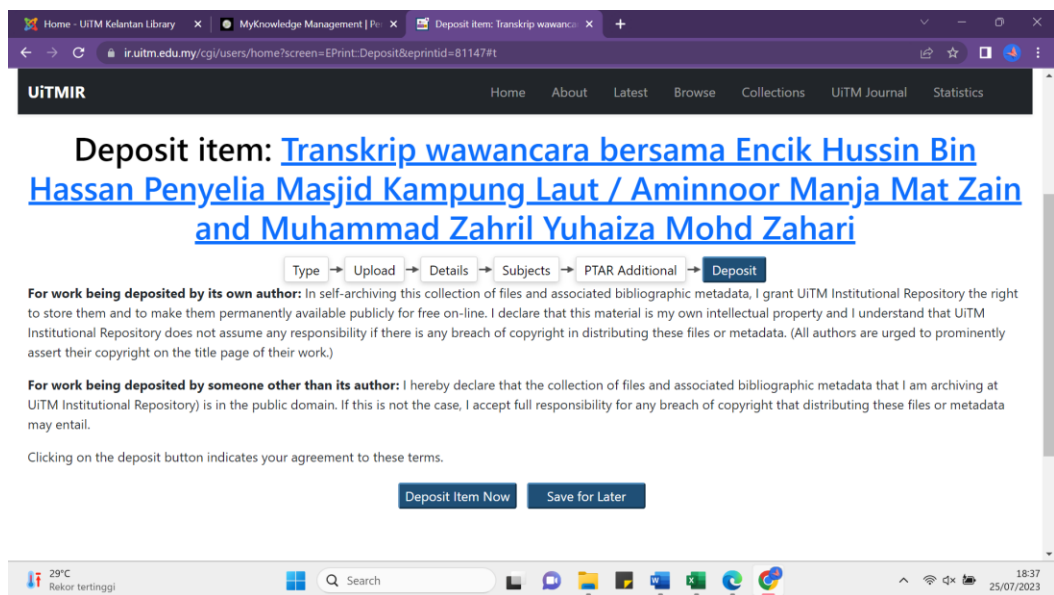 Home - UiTM Kelantan Library
MyKnowledge Management | Per
Deposit item: Transkrip wawancar
ir.uitm.edu.my/cgi/users/home?screen=EPrint::Deposit&eprintid=81147#t
UiTMIR
Home About Latest Browse Collections UiTM Journal Statistics
Deposit item: Transkrip wawancara bersama Encik Hussin Bin
Hassan Penyelia Masjid Kampung Laut / Aminnoor Manja Mat Zain
and Muhammad Zahril Yuhaiza Mohd Zahari
Type → Upload → Details → Subjects → PTAR Additional → Deposit
For work being deposited by its own author: In self-archiving this collection of files and associated bibliographic metadata, I grant UiTM Institutional Repository the right
to store them and to make them permanently available publicly for free on-line. I declare that this material is my own intellectual property and I understand that UiTM
Institutional Repository does not assume any responsibility if there is any breach of copyright in distributing these files or metadata. (All authors are urged to prominently
assert their copyright on the title page of their work.)
For work being deposited by someone other than its author: I hereby declare that the collection of files and associated bibliographic metadata that I am archiving at
UiTM Institutional Repository) is in the public domain. If this is not the case, I accept full responsibility for any breach of copyright that distributing these files or metadata
may entail.
Clicking on the deposit button indicates your agreement to these terms.
Deposit Item Now Save for Later
29°C
Rekor tertinggi
Search
18:37
25/07/2023